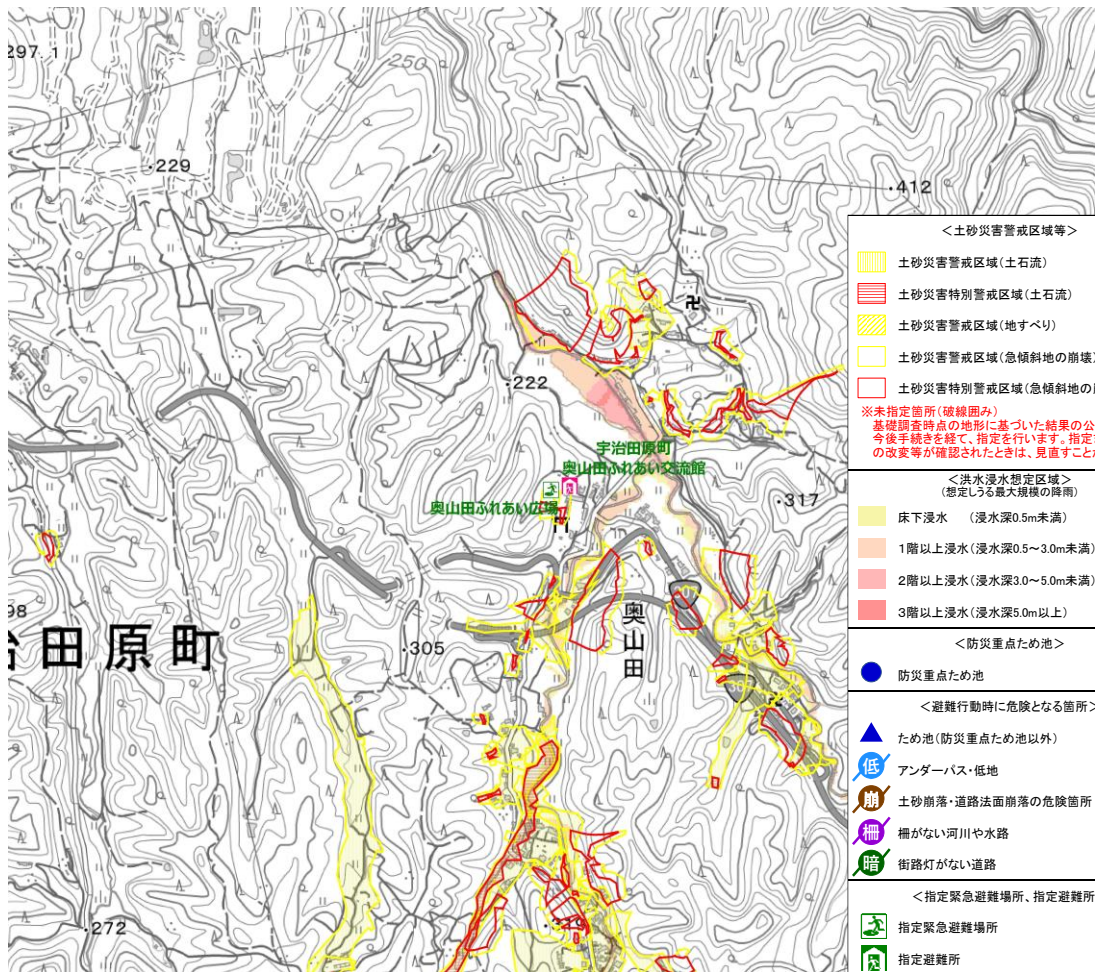 297.1
250
・229
・412
・222
宇治田原町
奥山田ふれあい交流館
奥山田ふれあい広場
・317
奥山田
治田原町
・305
・272
＜土砂災害警戒区域等＞
土砂災害警戒区域(土石流)
土砂災害特別警戒区域(土石流)
土砂災害警戒区域(地すべり)
土砂災害警戒区域(急傾斜地の崩壊)
土砂災害特別警戒区域(急傾斜地の
※未指定箇所(破線囲み)
基礎調査時点の地形に基づいた結果の公
今後手続きを経て、指定を行います。指定
の改変等が確認されたときは、見直すこと
＜洪水浸水想定区域＞
(想定しうる最大規模の降雨)
床下浸水 (浸水深0.5m未満)
1階以上浸水(浸水深0.5～3.0m未満)
2階以上浸水(浸水深3.0～5.0m未満)
3階以上浸水(浸水深5.0m以上)
＜防災重点ため池＞
防災重点ため池
＜避難行動時に危険となる箇所＞
ため池(防災重点ため池以外)
低 アンダーパス・低地
崩 土砂崩落・道路法面崩落の危険箇所
柵 柵がない河川や水路
暗 街路灯がない道路
＜指定緊急避難場所、指定避難所
指定緊急避難場所
指定避難所